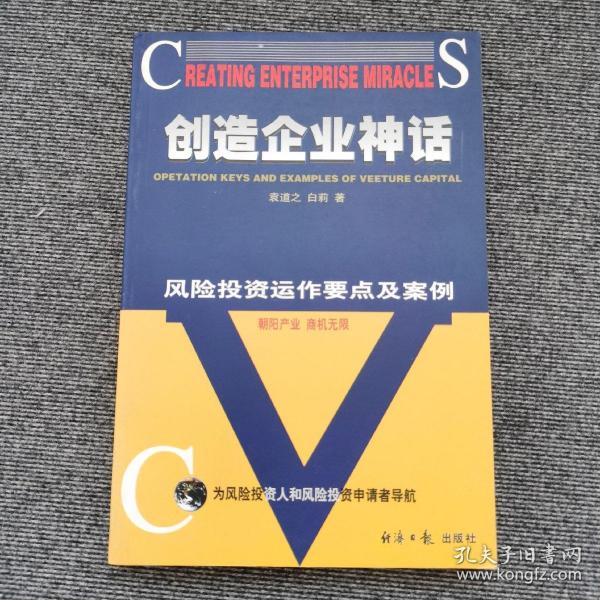 CREATING ENTERPRISE MIRACLES
创造企业神话
OPETATION KEYS AND EXAMPLES OF VEETURE CAPITAL
袁道之 白莉 著
风险投资运作要点及案例
朝阳产业 商机无限
V
C
为风险投资人和风险投资申请者导航
经济日报 出版社
孔夫子旧书网
www.kongfz.com